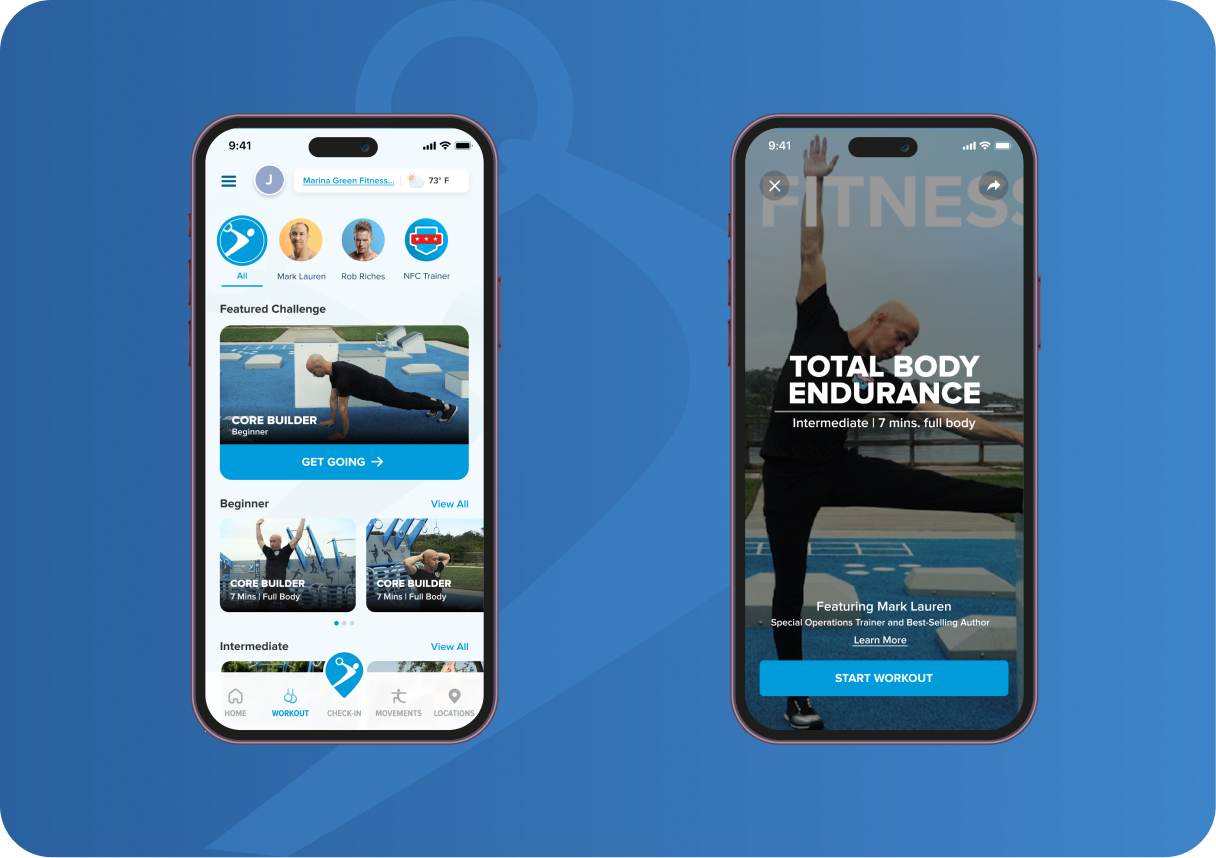 9:41
J
Marina Green Fitness...
73° F
All
Mark Lauren
Rob Riches
NFC Trainer
Featured Challenge
CORE BUILDER
Beginner
GET GOING →
Beginner
View All
CORE BUILDER
7 Mins | Full Body
CORE BUILDER
7 Mins | Full Body
Intermediate
View All
HOME
WORKOUT
CHECK-IN
MOVEMENTS
LOCATIONS
9:41
FITNESS
TOTAL BODY
ENDURANCE
Intermediate | 7 mins. full body
Featuring Mark Lauren
Special Operations Trainer and Best-Selling Author
Learn More
START WORKOUT